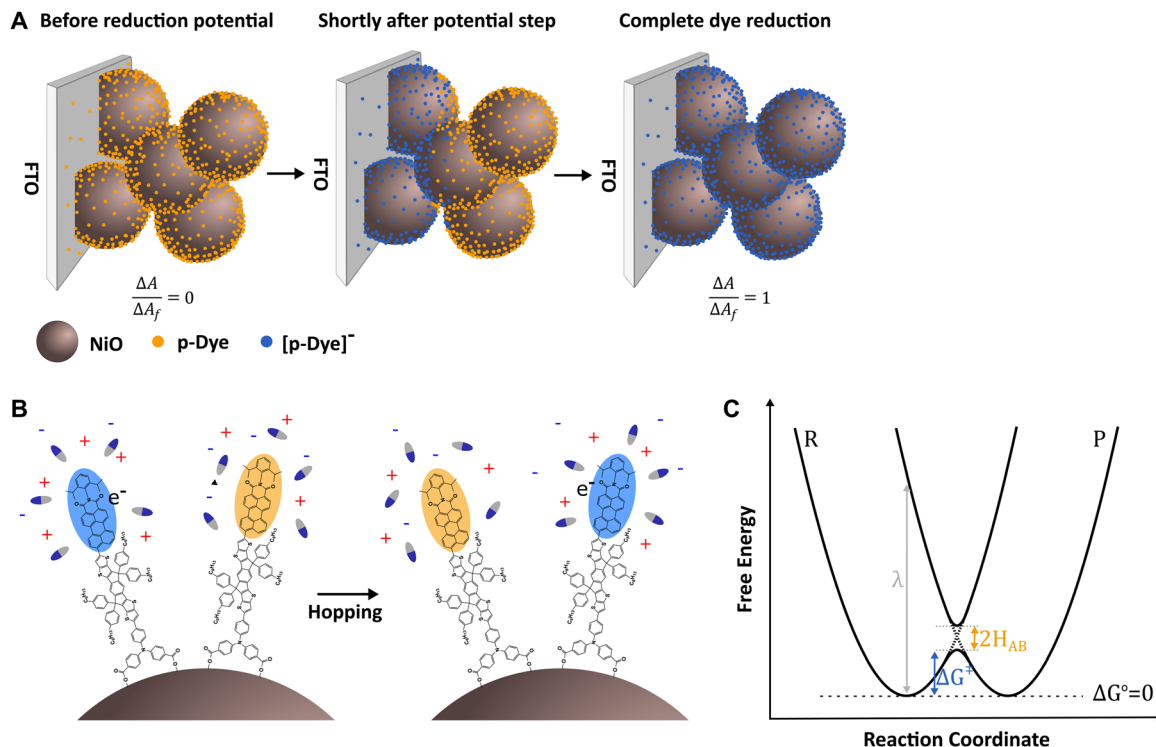 A
Before reduction potential
Shortly after potential step
Complete dye reduction
FTO
FTO
FTO
ΔA/ΔA_f = 0
ΔA/ΔA_f = 1
NiO
p-Dye
[p-Dye]⁻
B
e⁻
Hopping
e⁻
C
Free Energy
R
P
λ
2H_AB
ΔG‡
ΔG°=0
Reaction Coordinate